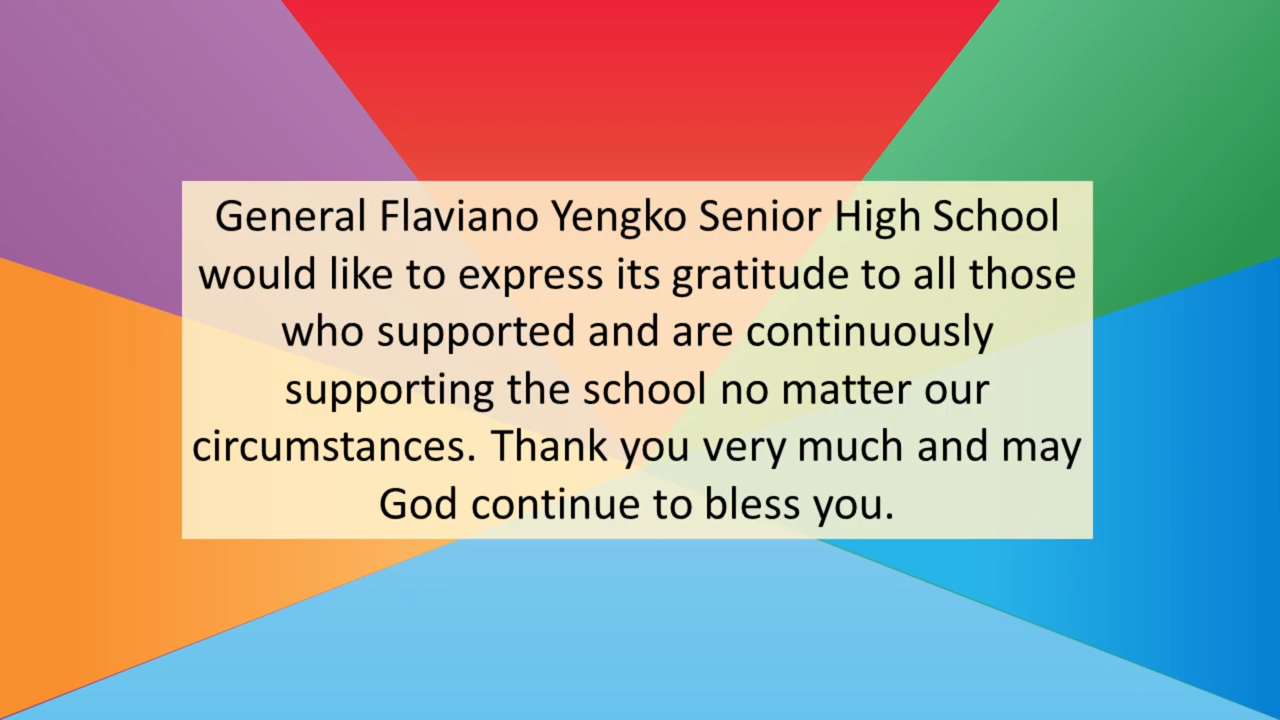 General Flaviano Yengko Senior High School
would like to express its gratitude to all those
who supported and are continuously
supporting the school no matter our
circumstances. Thank you very much and may
God continue to bless you.